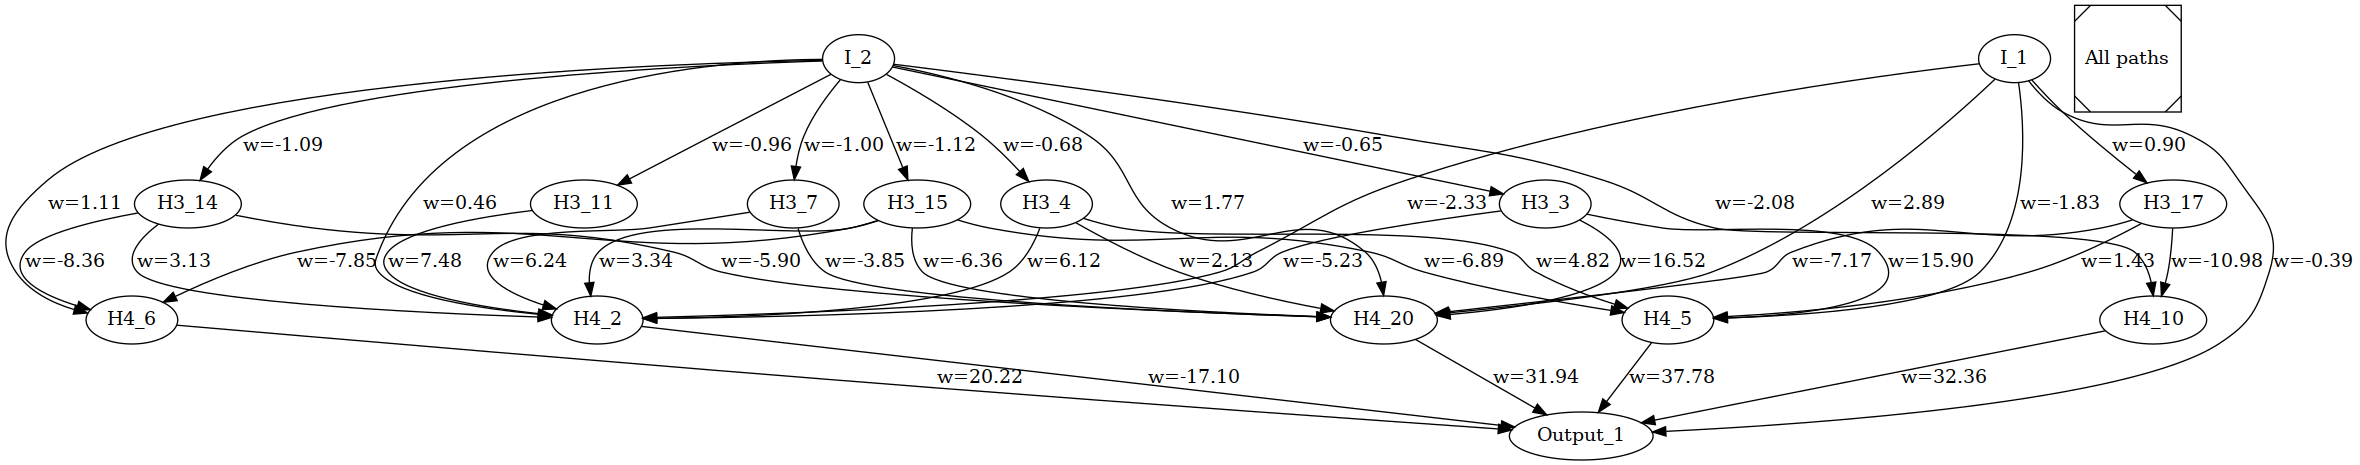 I_2
I_1
All paths
w=-1.09
w=-0.96
w=-1.00
w=-1.12
w=-0.68
w=-0.65
w=0.90
w=1.11
H3_14
w=0.46
H3_11
H3_7
H3_15
H3_4
w=1.77
w=-2.33
H3_3
w=-2.08
w=2.89
w=-1.83
H3_17
w=-8.36
w=3.13
w=-7.85
w=7.48
w=6.24
w=3.34
w=-5.90
w=-3.85
w=-6.36
w=6.12
w=2.13
w=-5.23
w=-6.89
w=4.82
w=16.52
w=-7.17
w=15.90
w=1.43
w=-10.98
w=-0.39
H4_6
H4_2
H4_20
H4_5
H4_10
w=20.22
w=-17.10
w=31.94
w=37.78
w=32.36
Output_1